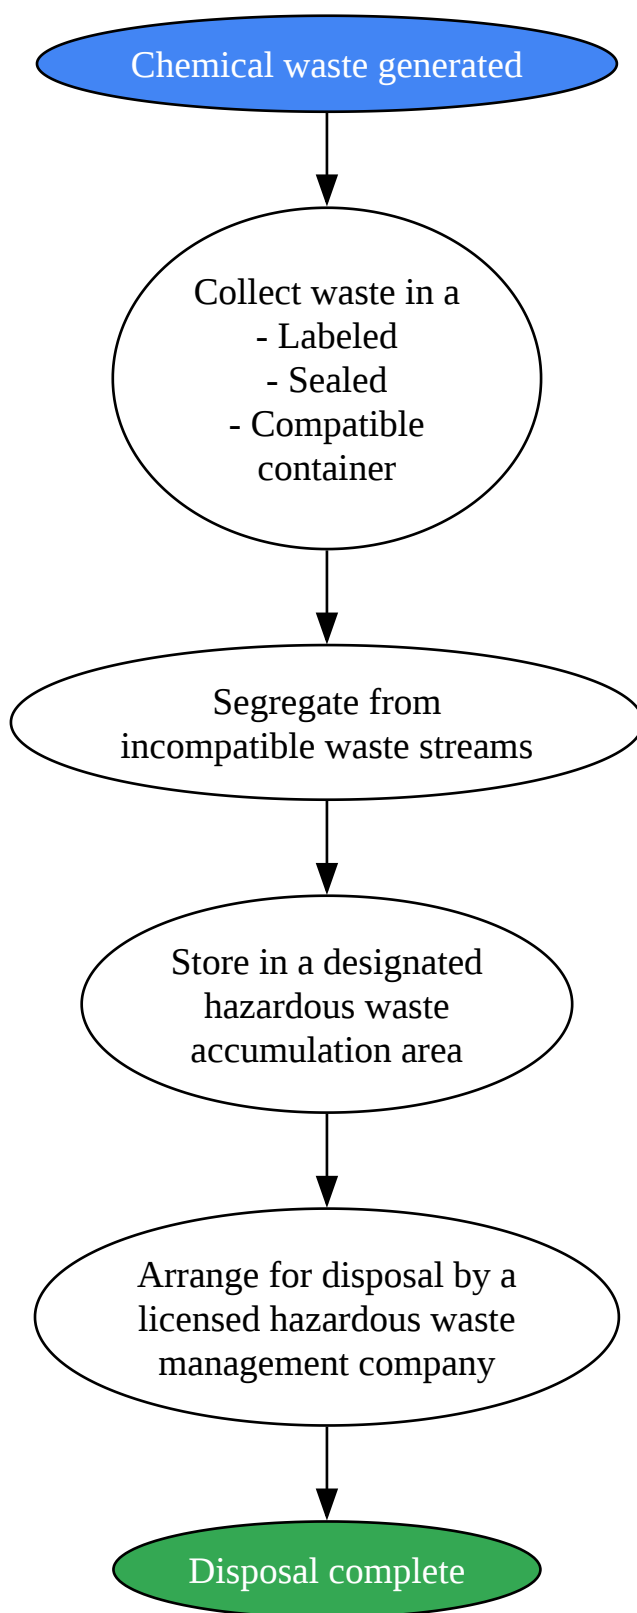 Chemical waste generated
Collect waste in a
- Labeled
- Sealed
- Compatible
container
Segregate from
incompatible waste streams
Store in a designated
hazardous waste
accumulation area
Arrange for disposal by a
licensed hazardous waste
management company
Disposal complete